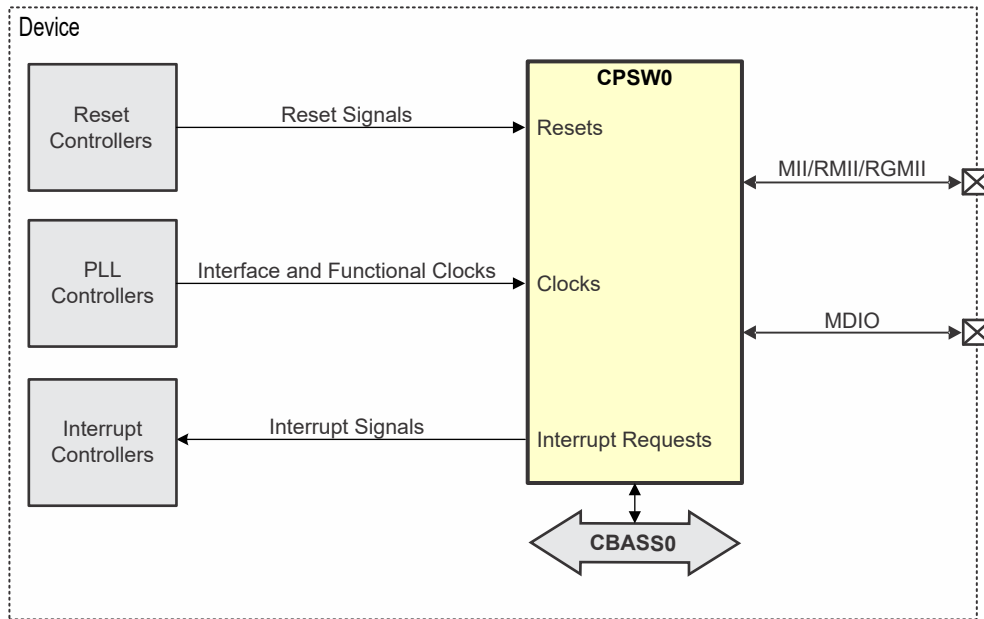 Device
CPSW0
Reset
Controllers
Reset Signals
Resets
MII/RMII/RGMII
PLL
Controllers
Interface and Functional Clocks
Clocks
MDIO
Interrupt
Controllers
Interrupt Signals
Interrupt Requests
CBASS0